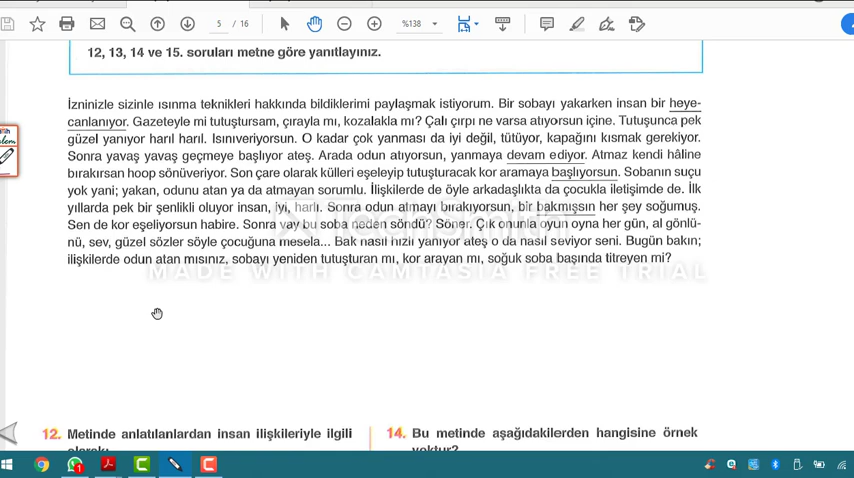 5 / 16
%138
12, 13, 14 ve 15. soruları metne göre yanıtlayınız.
İzninizle sizinle ısınma teknikleri hakkında bildiklerimi paylaşmak istiyorum. Bir sobayı yakarken insan bir heye-
canlanıyor. Gazeteyle mi tutuştursam, çırayla mı, kozalakla mı? Çalı çırpı ne varsa atıyorsun içine. Tutuşunca pek
güzel yanıyor harıl harıl. Isınıveriyorsun. O kadar çok yanması da iyi değil, tütüyor, kapağını kısmak gerekiyor.
Sonra yavaş yavaş geçmeye başlıyor ateş. Arada odun atıyorsun, yanmaya devam ediyor. Atmaz kendi hâline
bırakırsan hoop sönüveriyor. Son çare olarak külleri eşeleyip tutuşturacak kor aramaya başlıyorsun. Sobanın suçu
yok yani; yakan, odunu atan ya da atmayan sorumlu. İlişkilerde de öyle arkadaşlıkta da çocukla iletişimde de. İlk
yıllarda pek bir şenlikli oluyor insan, iyi, harlı. Sonra odun atmayı bırakıyorsun, bir bakmışsın her şey soğumuş.
Sen de kor eşeliyorsun habire. Sonra vay bu soba neden söndü? Söner. Çık onunla oyun oyna her gün, al gönlü-
nü, sev, güzel sözler söyle çocuğuna mesela... Bak nasıl hızlı yanıyor ateş o da nasıl seviyor seni. Bugün bakın;
ilişkilerde odun atan mısınız, sobayı yeniden tutuşturan mı, kor arayan mı, soğuk soba başında titreyen mi?
TechSmith
MADE WITH CAMTASIA FREE TRIAL
12. Metinde anlatılanlardan insan ilişkileriyle ilgili
14. Bu metinde aşağıdakilerden hangisine örnek